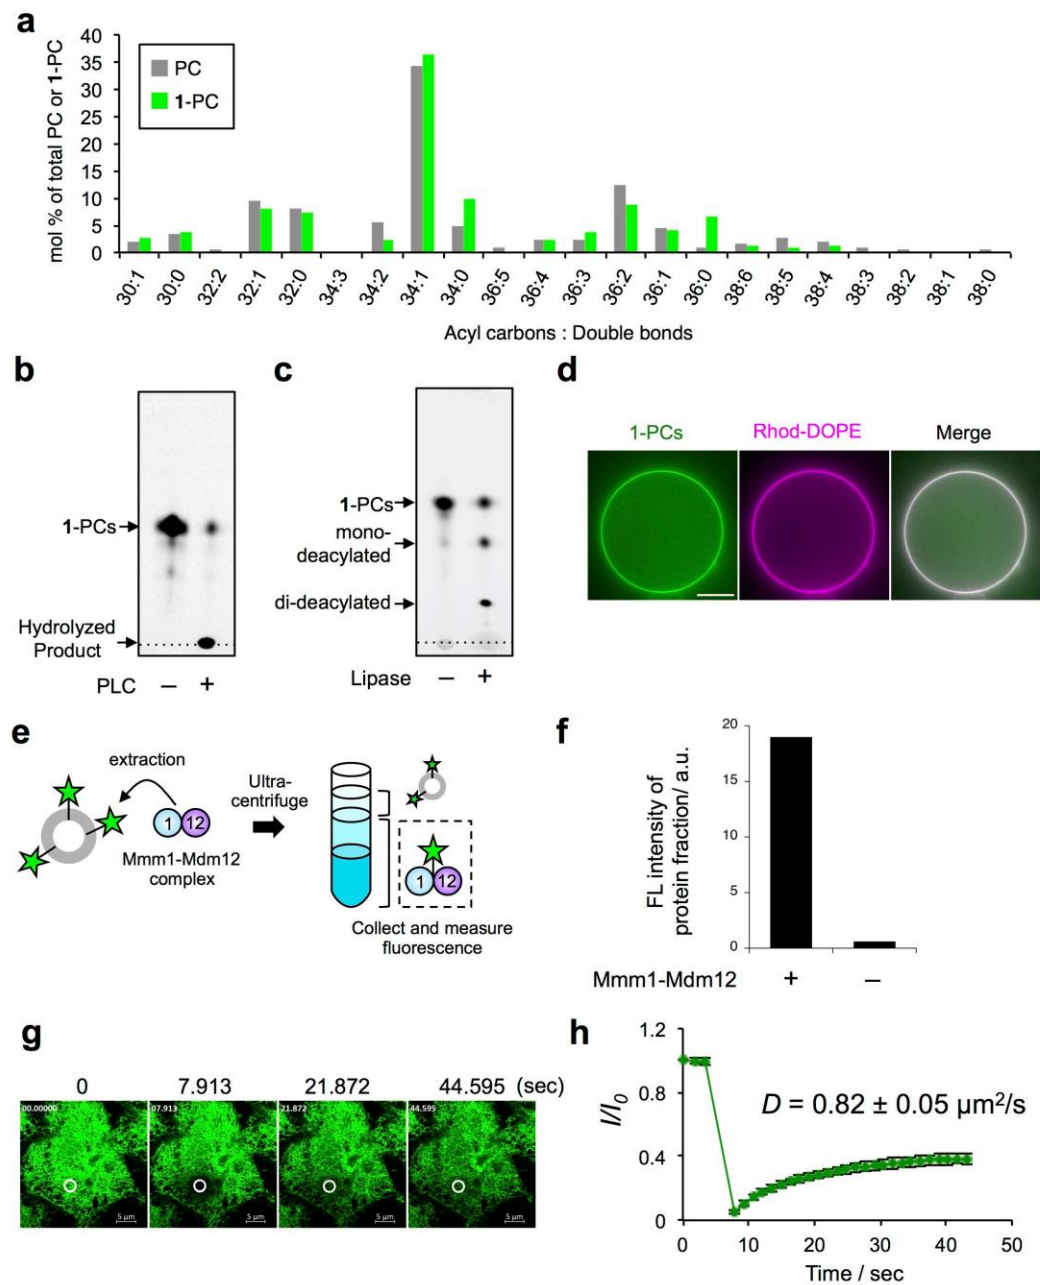 a
40
35
30
25
20
15
10
5
0
mol % of total PC or 1-PC
PC
1-PC
30:1 30:0 32:2 32:1 32:0 34:3 34:2 34:1 34:0 36:5 36:4 36:3 36:2 36:1 36:0 38:6 38:5 38:4 38:3 38:2 38:1 38:0
Acyl carbons : Double bonds
b
1-PCs
Hydrolyzed
Product
PLC – +
c
1-PCs
mono-
deacylated
di-deacylated
Lipase – +
d
1-PCs Rhod-DOPE Merge
e
extraction
1 12
Mmm1-Mdm12
complex
Ultra-
centrifuge
1 12
Collect and measure
fluorescence
f
FL intensity of
protein fraction/ a.u.
20
15
10
5
0
Mmm1-Mdm12 + –
g
0 7.913 21.872 44.595 (sec)
00.00000 07.913 21.872 44.595
5 µm 5 µm 5 µm 5 µm
h
1.2
0.8
0.4
0
I/I0
D = 0.82 ± 0.05 µm²/s
0 10 20 30 40 50
Time / sec